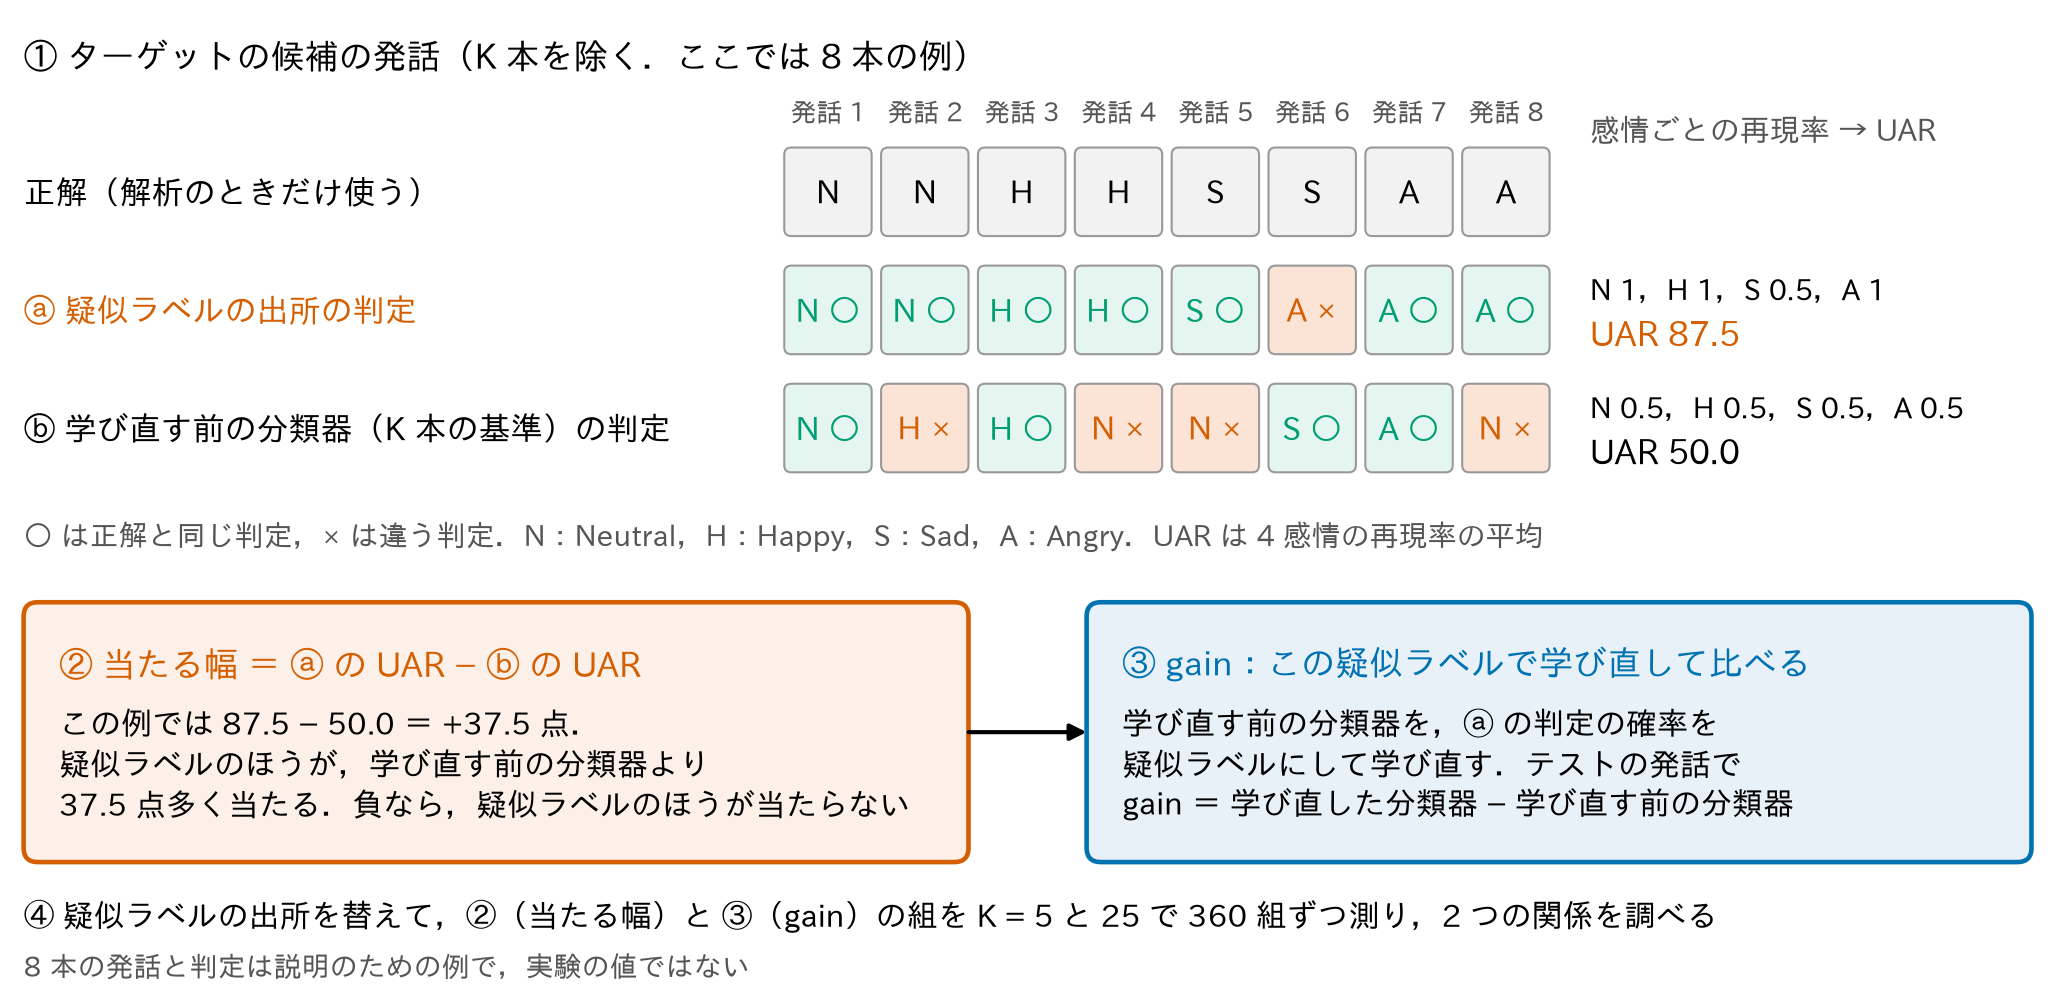 ① ターゲットの候補の発話（K 本を除く．ここでは 8 本の例）
発話 1 発話 2 発話 3 発話 4 発話 5 発話 6 発話 7 発話 8
感情ごとの再現率 → UAR
正解（解析のときだけ使う） N N H H S S A A
ⓐ 疑似ラベルの出所の判定 N ○ N ○ H ○ H ○ S ○ A × A ○ A ○
N 1，H 1，S 0.5，A 1
UAR 87.5
ⓑ 学び直す前の分類器（K 本の基準）の判定 N ○ H × H ○ N × N × S ○ A ○ N ×
N 0.5，H 0.5，S 0.5，A 0.5
UAR 50.0
○ は正解と同じ判定，× は違う判定．N：Neutral，H：Happy，S：Sad，A：Angry．UAR は 4 感情の再現率の平均
② 当たる幅 ＝ ⓐ の UAR − ⓑ の UAR
この例では 87.5 − 50.0 ＝ +37.5 点．
疑似ラベルのほうが，学び直す前の分類器より
37.5 点多く当たる．負なら，疑似ラベルのほうが当たらない
③ gain：この疑似ラベルで学び直して比べる
学び直す前の分類器を，ⓐ の判定の確率を
疑似ラベルにして学び直す．テストの発話で
gain ＝ 学び直した分類器 − 学び直す前の分類器
④ 疑似ラベルの出所を替えて，②（当たる幅）と ③（gain）の組を K = 5 と 25 で 360 組ずつ測り，2 つの関係を調べる
8 本の発話と判定は説明のための例で，実験の値ではない